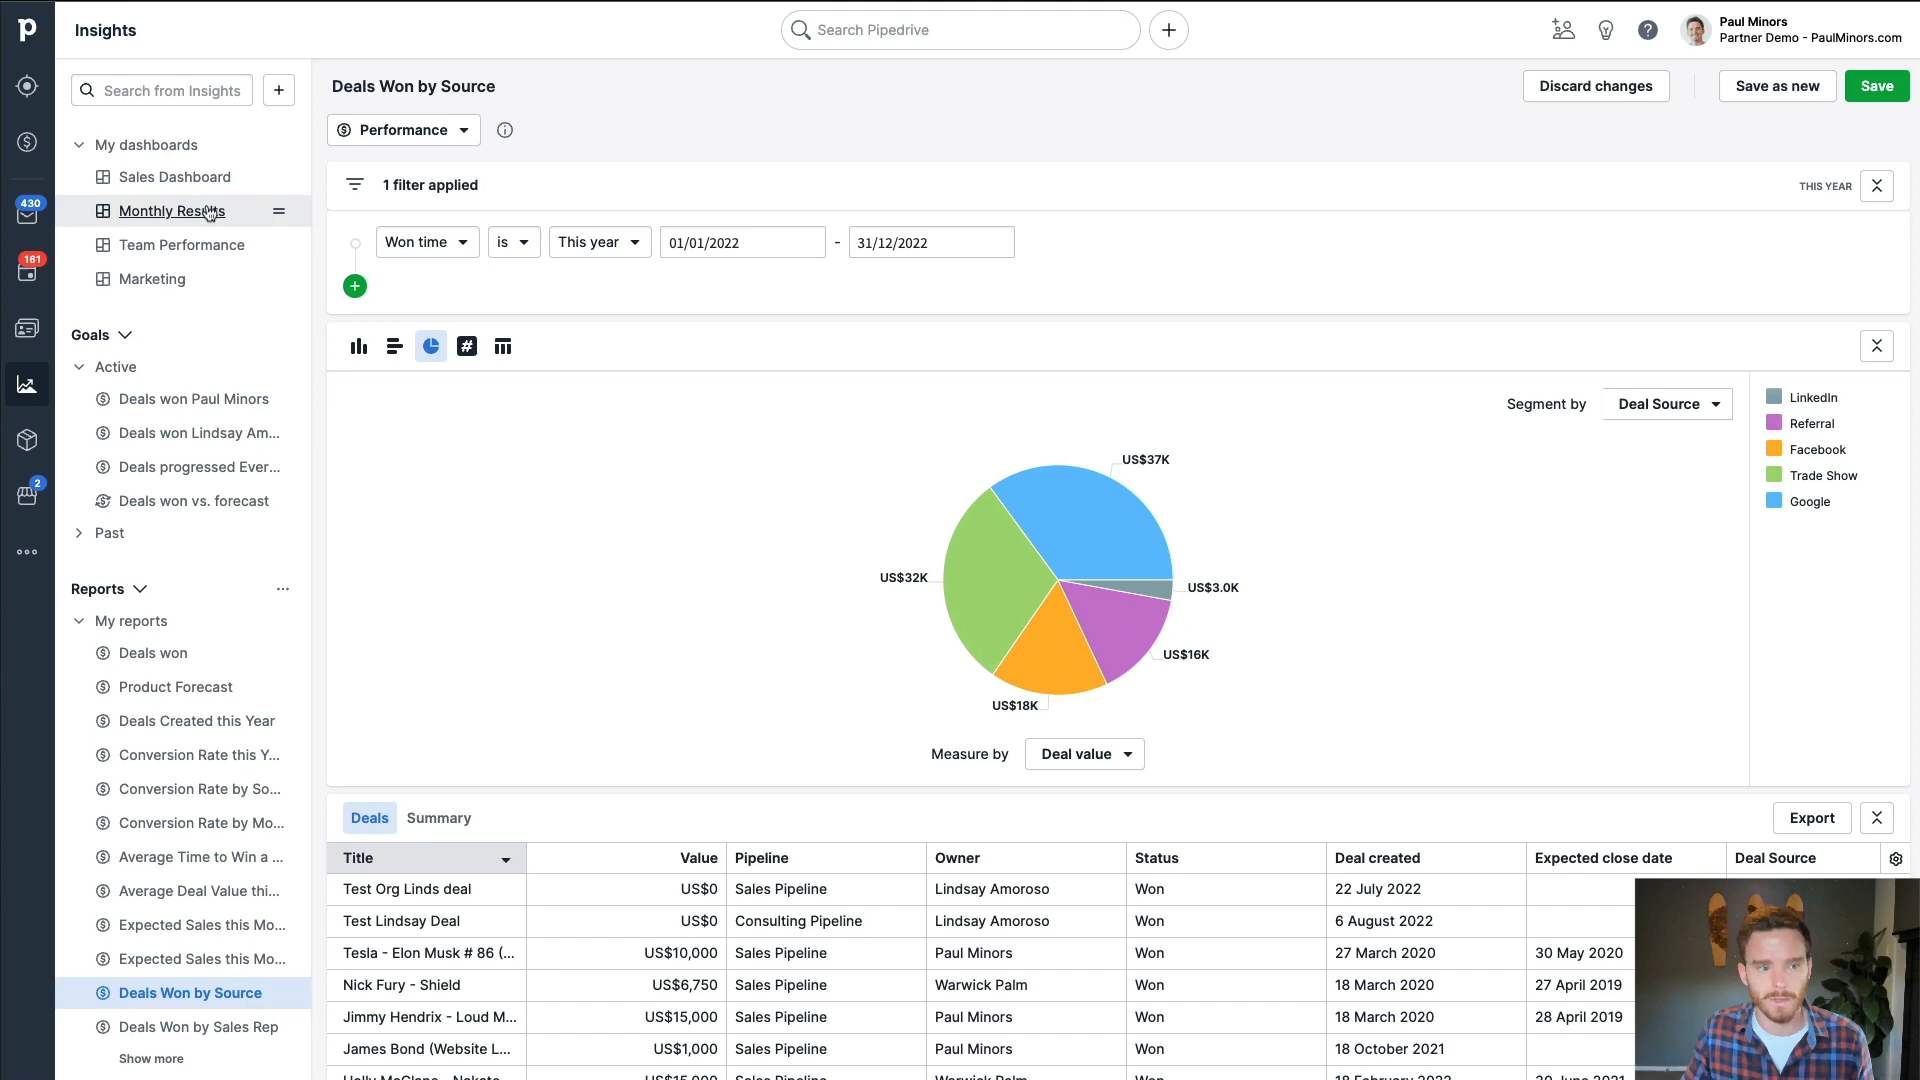 p
Insights
Search Pipedrive
Paul Minors
Partner Demo - PaulMinors.com
Search from Insights
My dashboards
Sales Dashboard
Monthly Results
Team Performance
Marketing
430
161
2
Goals
Active
Deals won Paul Minors
Deals won Lindsay Am...
Deals progressed Ever...
Deals won vs. forecast
Past
Reports
My reports
Deals won
Product Forecast
Deals Created this Year
Conversion Rate this Y...
Conversion Rate by So...
Conversion Rate by Mo...
Average Time to Win a ...
Average Deal Value thi...
Expected Sales this Mo...
Expected Sales this Mo...
Deals Won by Source
Deals Won by Sales Rep
Show more
Deals Won by Source
Discard changes Save as new Save
Performance
1 filter applied THIS YEAR
Won time is This year 01/01/2022 - 31/12/2022
Segment by Deal Source
LinkedIn
Referral
Facebook
Trade Show
Google
US$37K
US$32K
US$3.0K
US$16K
US$18K
Measure by Deal value
Deals Summary Export
Title Value Pipeline Owner Status Deal created Expected close date Deal Source
Test Org Linds deal US$0 Sales Pipeline Lindsay Amoroso Won 22 July 2022
Test Lindsay Deal US$0 Consulting Pipeline Lindsay Amoroso Won 6 August 2022
Tesla - Elon Musk # 86 (... US$10,000 Sales Pipeline Paul Minors Won 27 March 2020 30 May 2020
Nick Fury - Shield US$6,750 Sales Pipeline Warwick Palm Won 18 March 2020 27 April 2019
Jimmy Hendrix - Loud M... US$15,000 Sales Pipeline Paul Minors Won 18 March 2020 28 April 2019
James Bond (Website L... US$1,000 Sales Pipeline Paul Minors Won 18 October 2021